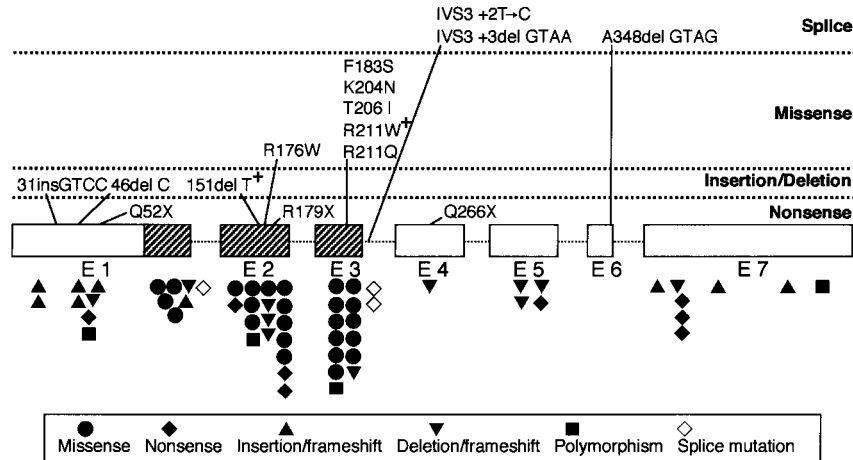 IVS3 +2T→C
IVS3 +3del GTAA
A348del GTAG
Splice
F183S
K204N
T206 I
R211W+
R211Q
Missense
R176W
31insGTCC 46del C
151del T+
Insertion/Deletion
Q52X
R179X
Q266X
Nonsense
E 1
E 2
E 3
E 4
E 5
E 6
E 7
Missense
Nonsense
Insertion/frameshift
Deletion/frameshift
Polymorphism
Splice mutation